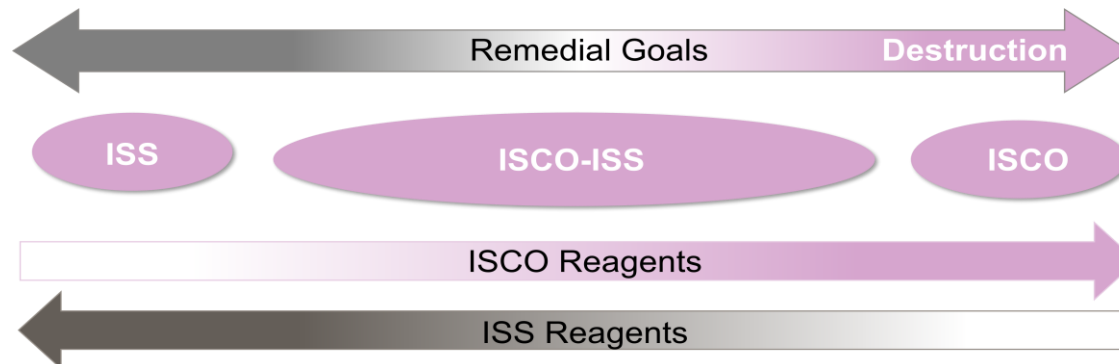 Remedial Goals
Destruction
ISS
ISCO-ISS
ISCO
ISCO Reagents
ISS Reagents